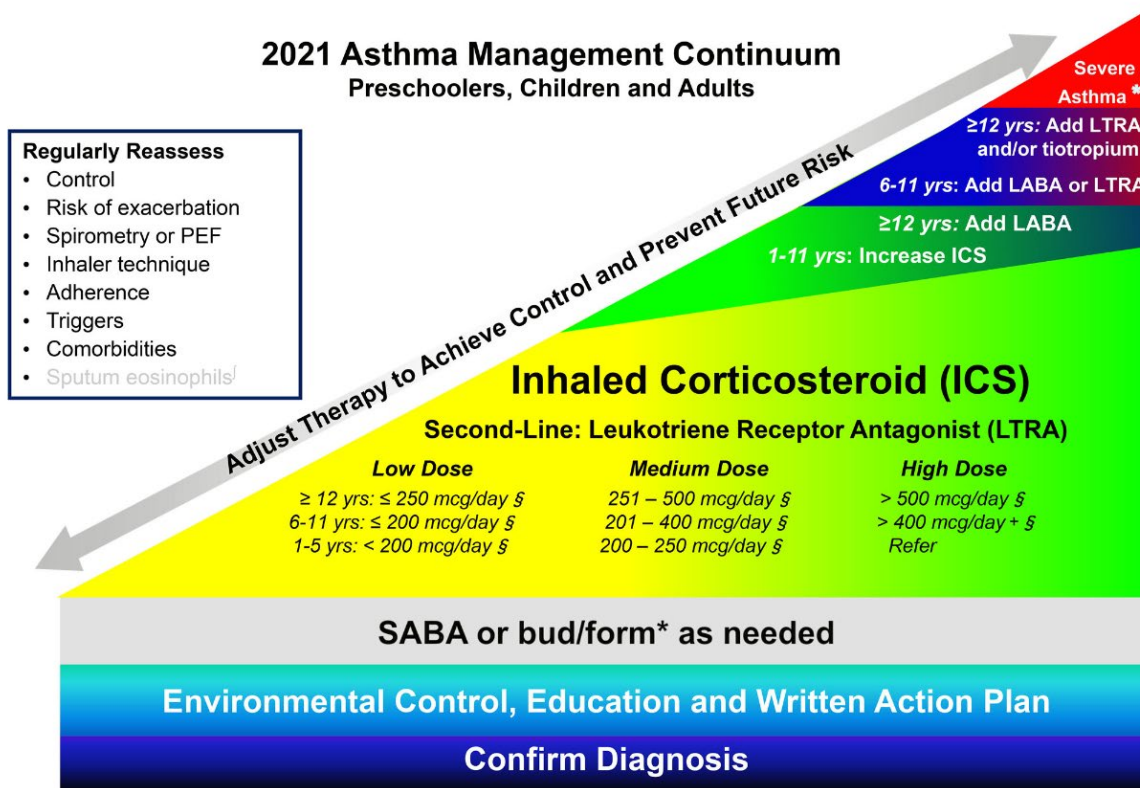 2021 Asthma Management Continuum
Preschoolers, Children and Adults
Regularly Reassess
• Control
• Risk of exacerbation
• Spirometry or PEF
• Inhaler technique
• Adherence
• Triggers
• Comorbidities
• Sputum eosinophils∫
Adjust Therapy to Achieve Control and Prevent Future Risk
Severe
Asthma *
≥12 yrs: Add LTRA
and/or tiotropium
6-11 yrs: Add LABA or LTRA
≥12 yrs: Add LABA
1-11 yrs: Increase ICS
Inhaled Corticosteroid (ICS)
Second-Line: Leukotriene Receptor Antagonist (LTRA)
Low Dose Medium Dose High Dose
≥ 12 yrs: ≤ 250 mcg/day § 251 – 500 mcg/day § > 500 mcg/day §
6-11 yrs: ≤ 200 mcg/day § 201 – 400 mcg/day § > 400 mcg/day + §
1-5 yrs: < 200 mcg/day § 200 – 250 mcg/day § Refer
SABA or bud/form* as needed
Environmental Control, Education and Written Action Plan
Confirm Diagnosis